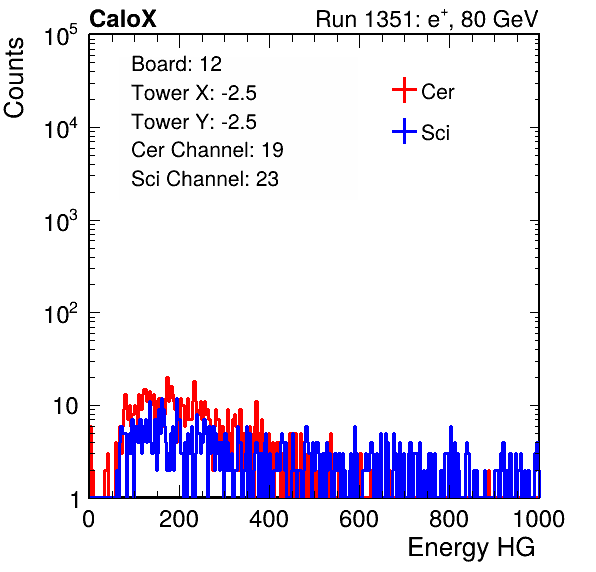 CaloX Run 1351: e⁺, 80 GeV
Counts
10⁵
10⁴
10³
10²
10
1
Board: 12
Tower X: -2.5
Tower Y: -2.5
Cer Channel: 19
Sci Channel: 23
Cer
Sci
0 200 400 600 800 1000
Energy HG